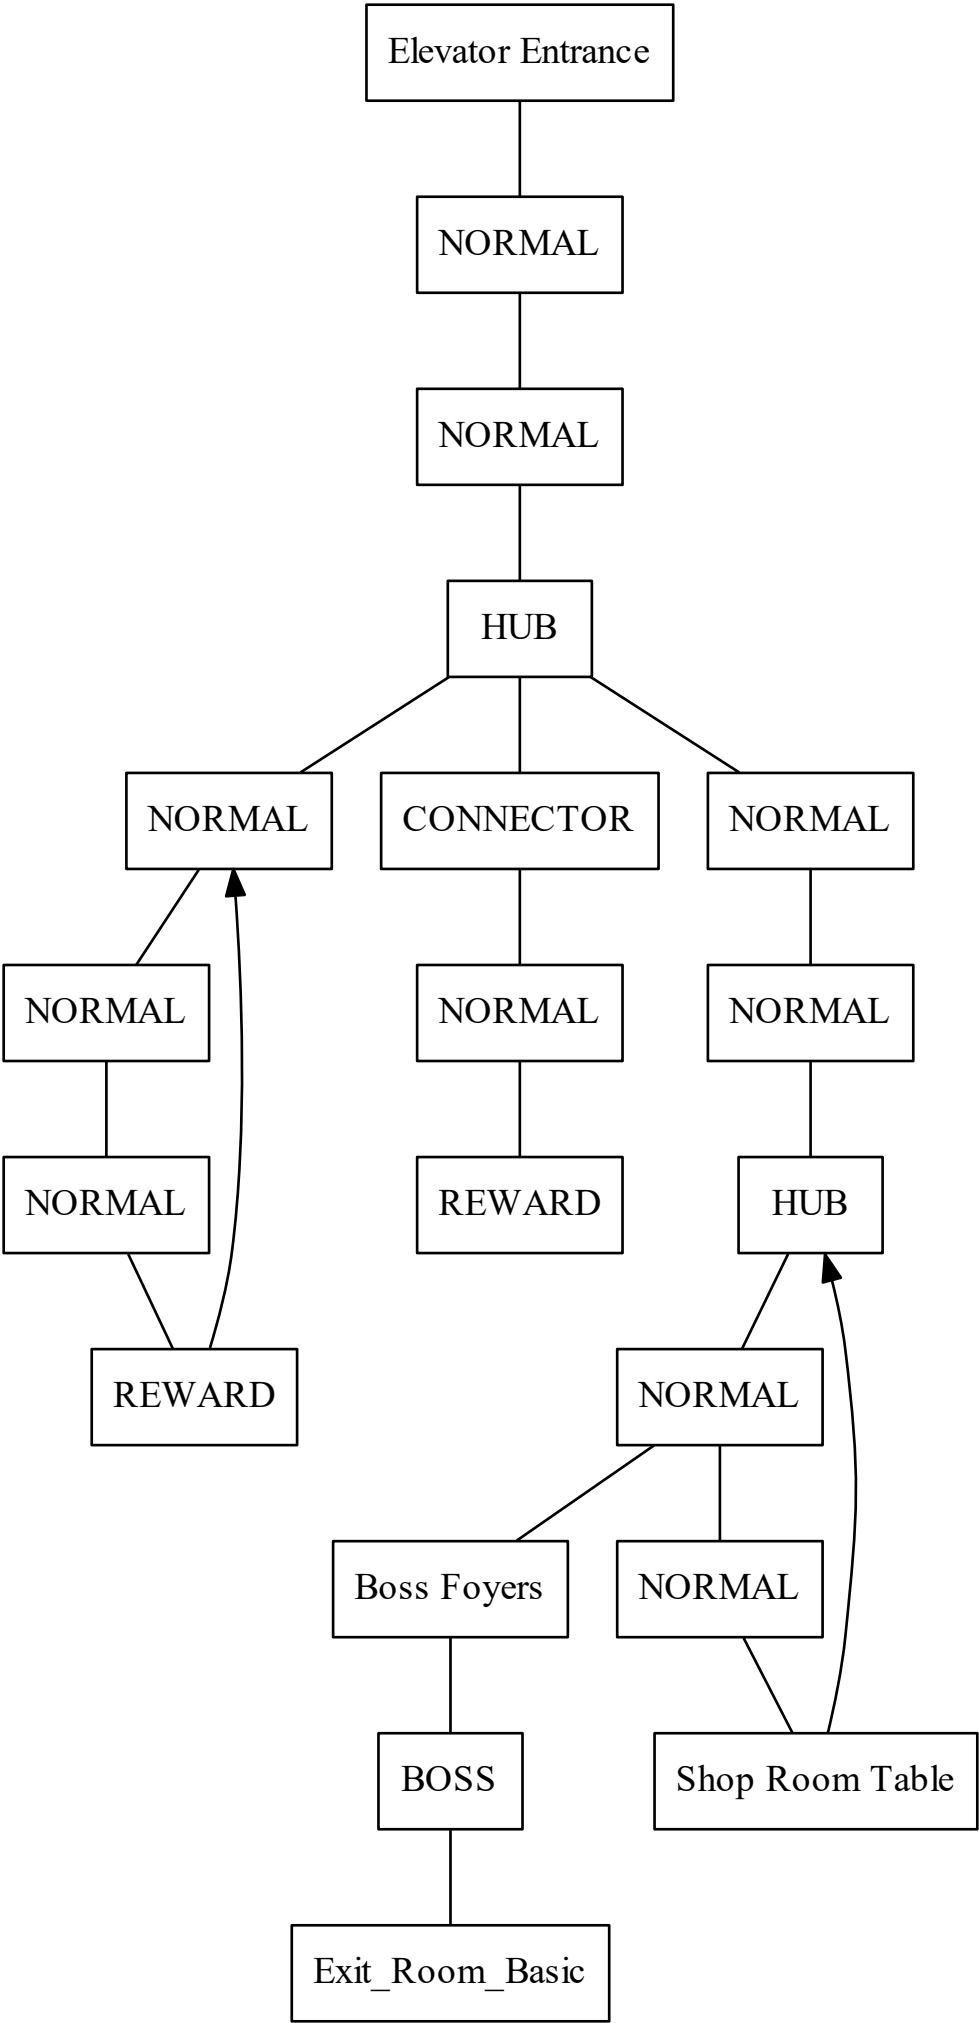 Elevator Entrance
NORMAL
NORMAL
HUB
NORMAL
CONNECTOR
NORMAL
NORMAL
NORMAL
NORMAL
NORMAL
REWARD
HUB
REWARD
NORMAL
Boss Foyers
NORMAL
BOSS
Shop Room Table
Exit_Room_Basic